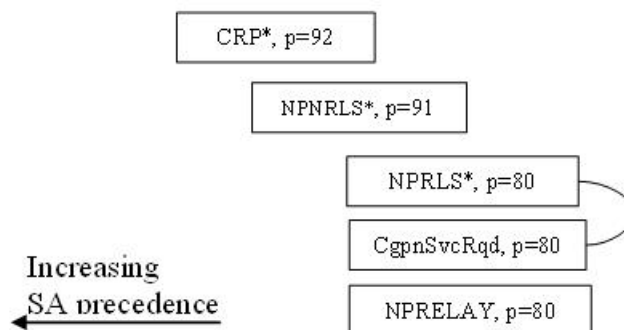 CRP*, p=92
NPNRLS*, p=91
NPRLS*, p=80
CgpnSvcRqd, p=80
NPRELAY, p=80
Increasing
SA precedence